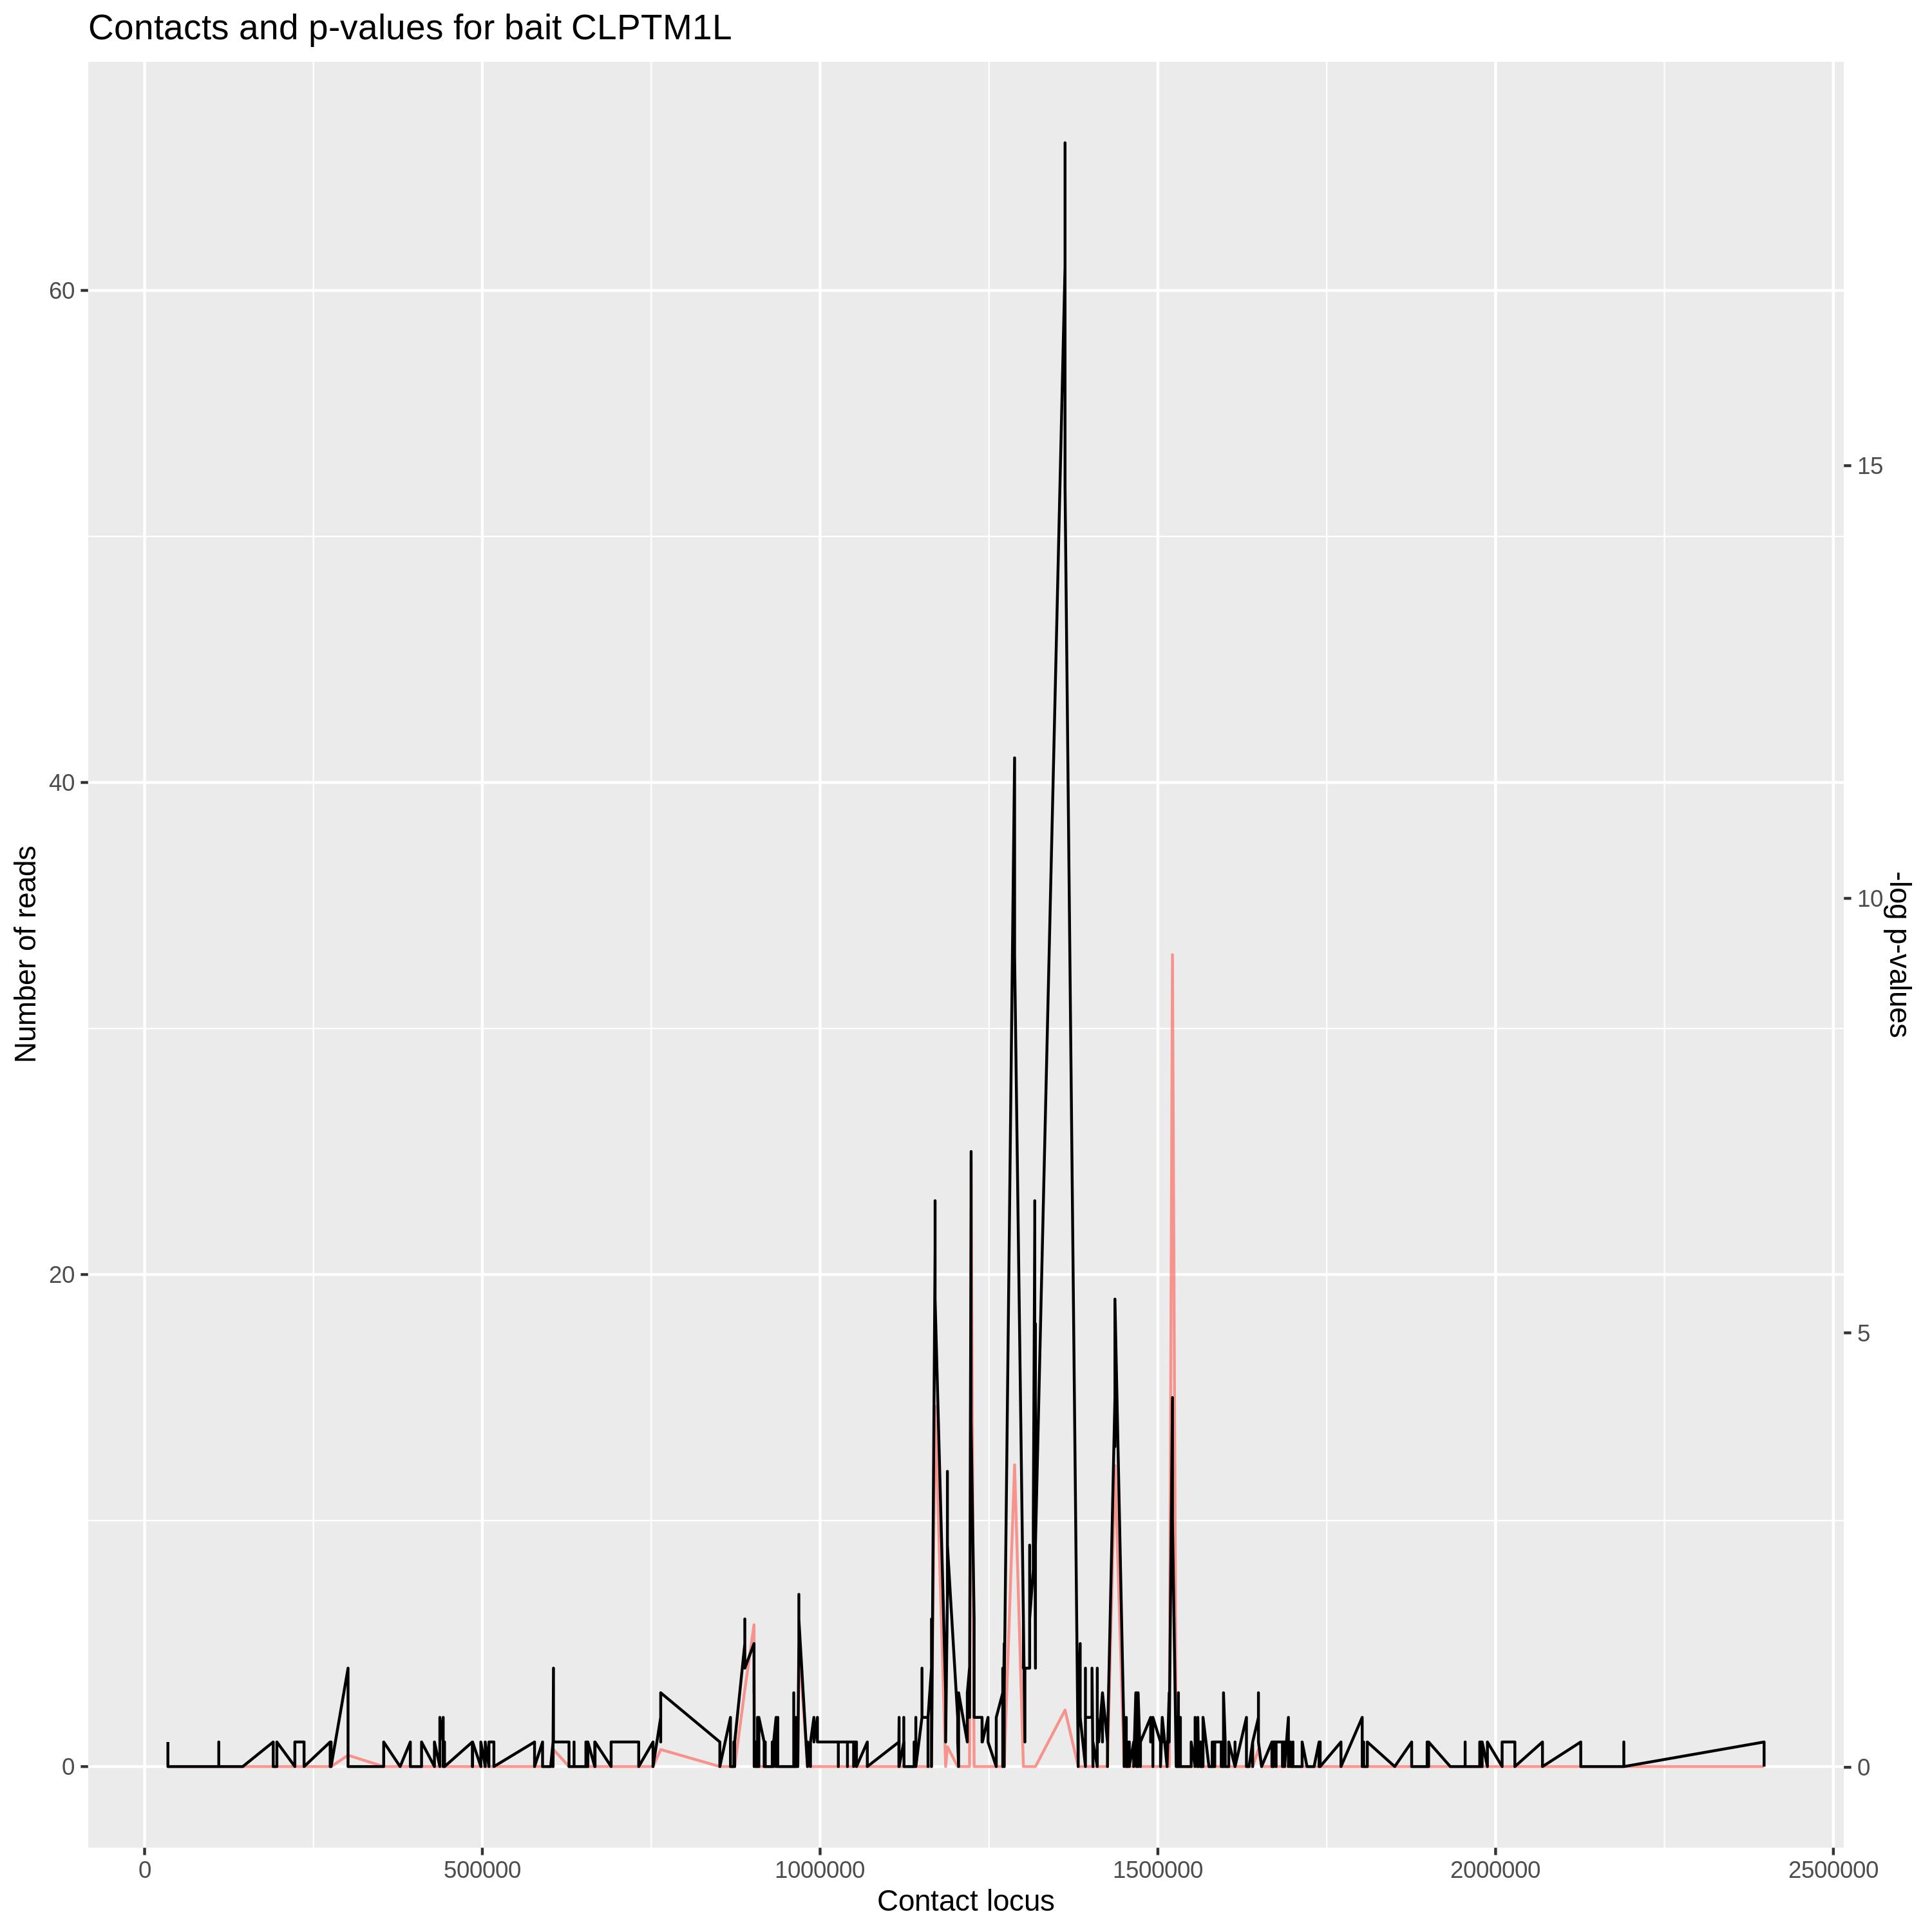 Contacts and p-values for bait CLPTM1L
Number of reads
60
40
20
0
15
10
5
0
-log p-values
0 500000 1000000 1500000 2000000 2500000
Contact locus